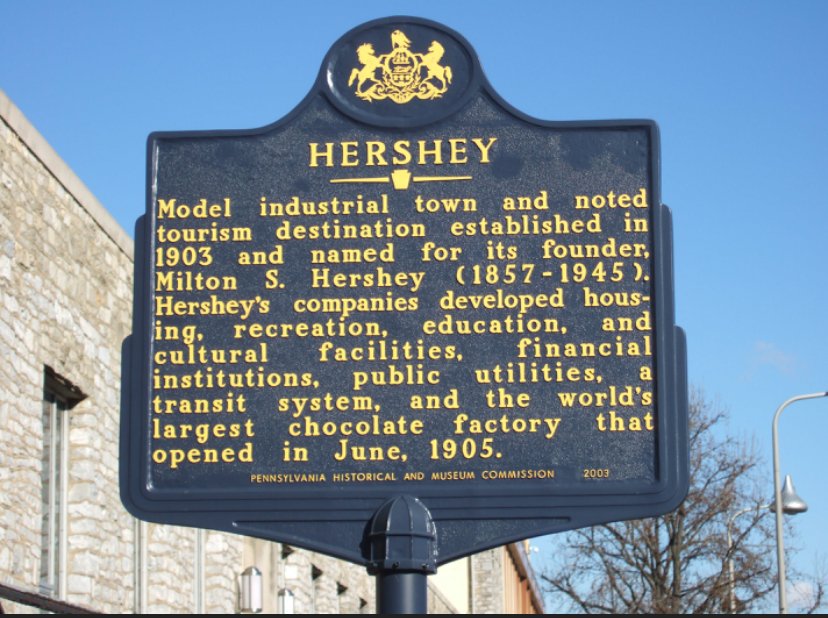 HERSHEY
Model industrial town and noted
tourism destination established in
1903 and named for its founder,
Milton S. Hershey (1857-1945).
Hershey's companies developed hous-
ing, recreation, education, and
cultural facilities, financial
institutions, public utilities, a
transit system, and the world's
largest chocolate factory that
opened in June, 1905.
PENNSYLVANIA HISTORICAL AND MUSEUM COMMISSION 2003